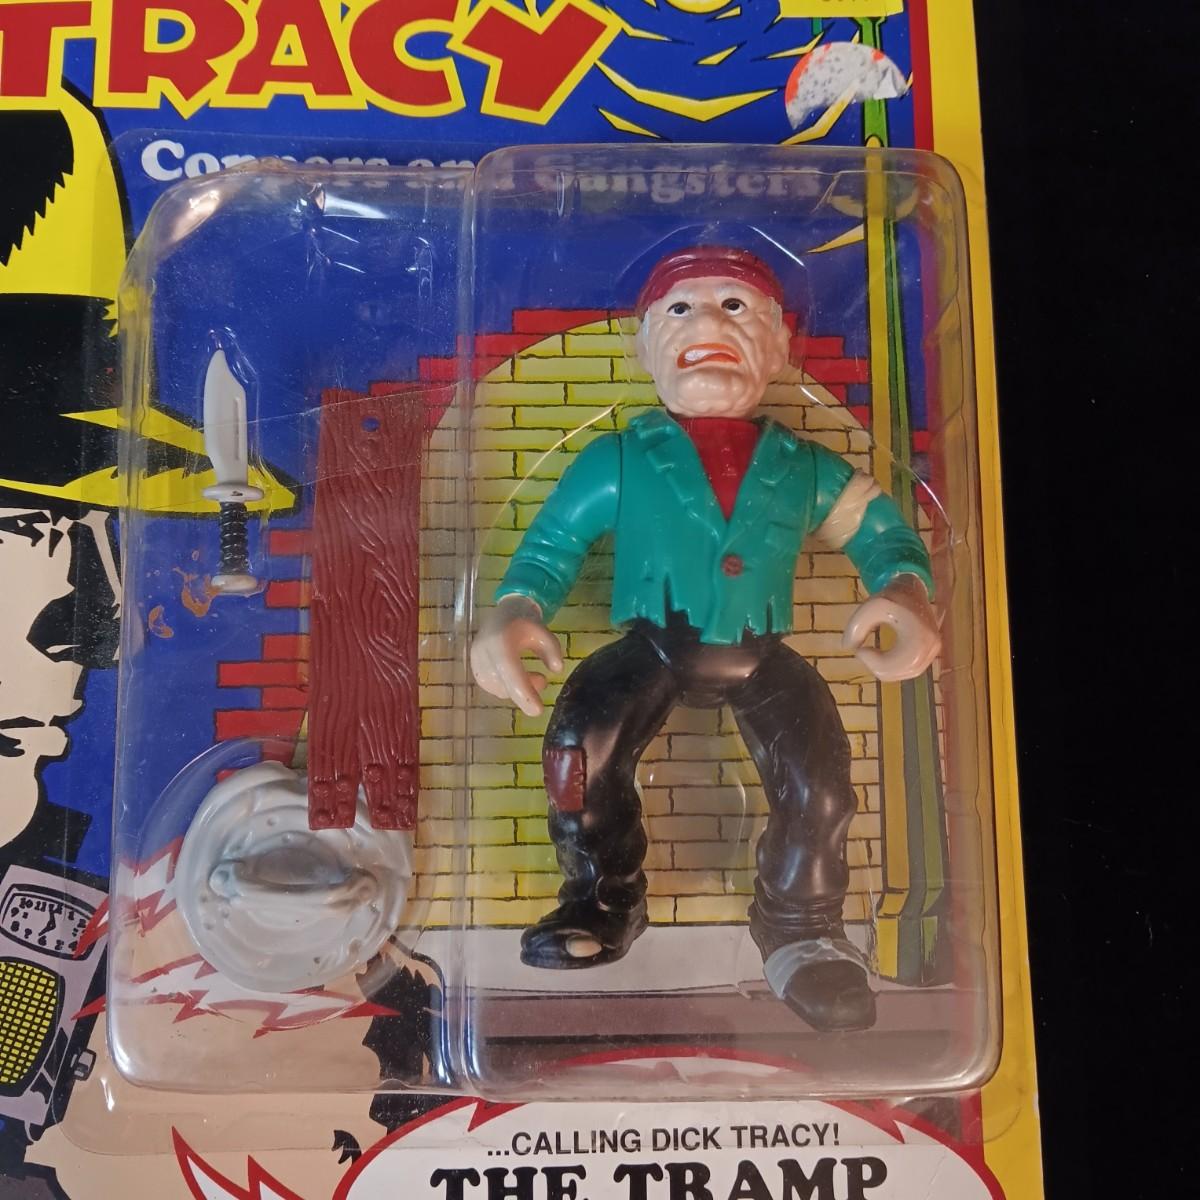 TRACY
Coppers and Gangsters
...CALLING DICK TRACY!
THE TRAMP